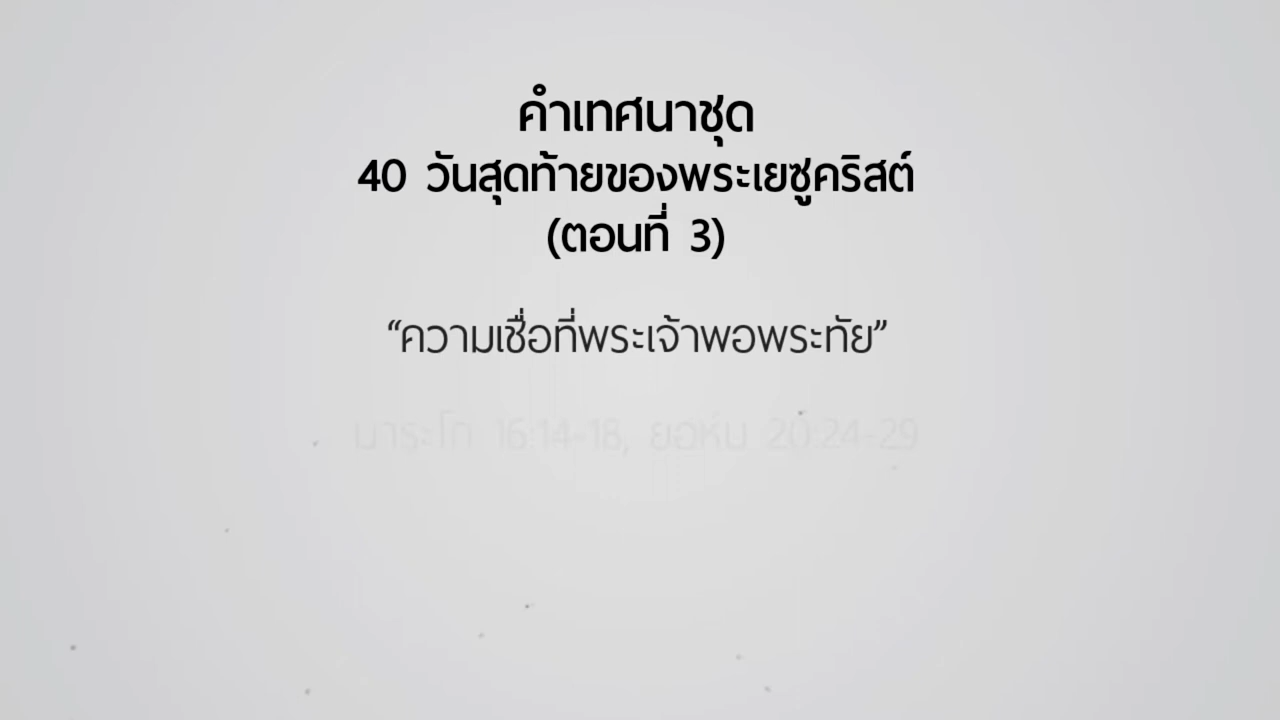 คำเทศนาชุด
40 วันสุดท้ายของพระเยซูคริสต์
(ตอนที่ 3)
“ความเชื่อที่พระเจ้าพอพระทัย”
มาระโก 16:14-18, ยอห์น 20:24-29